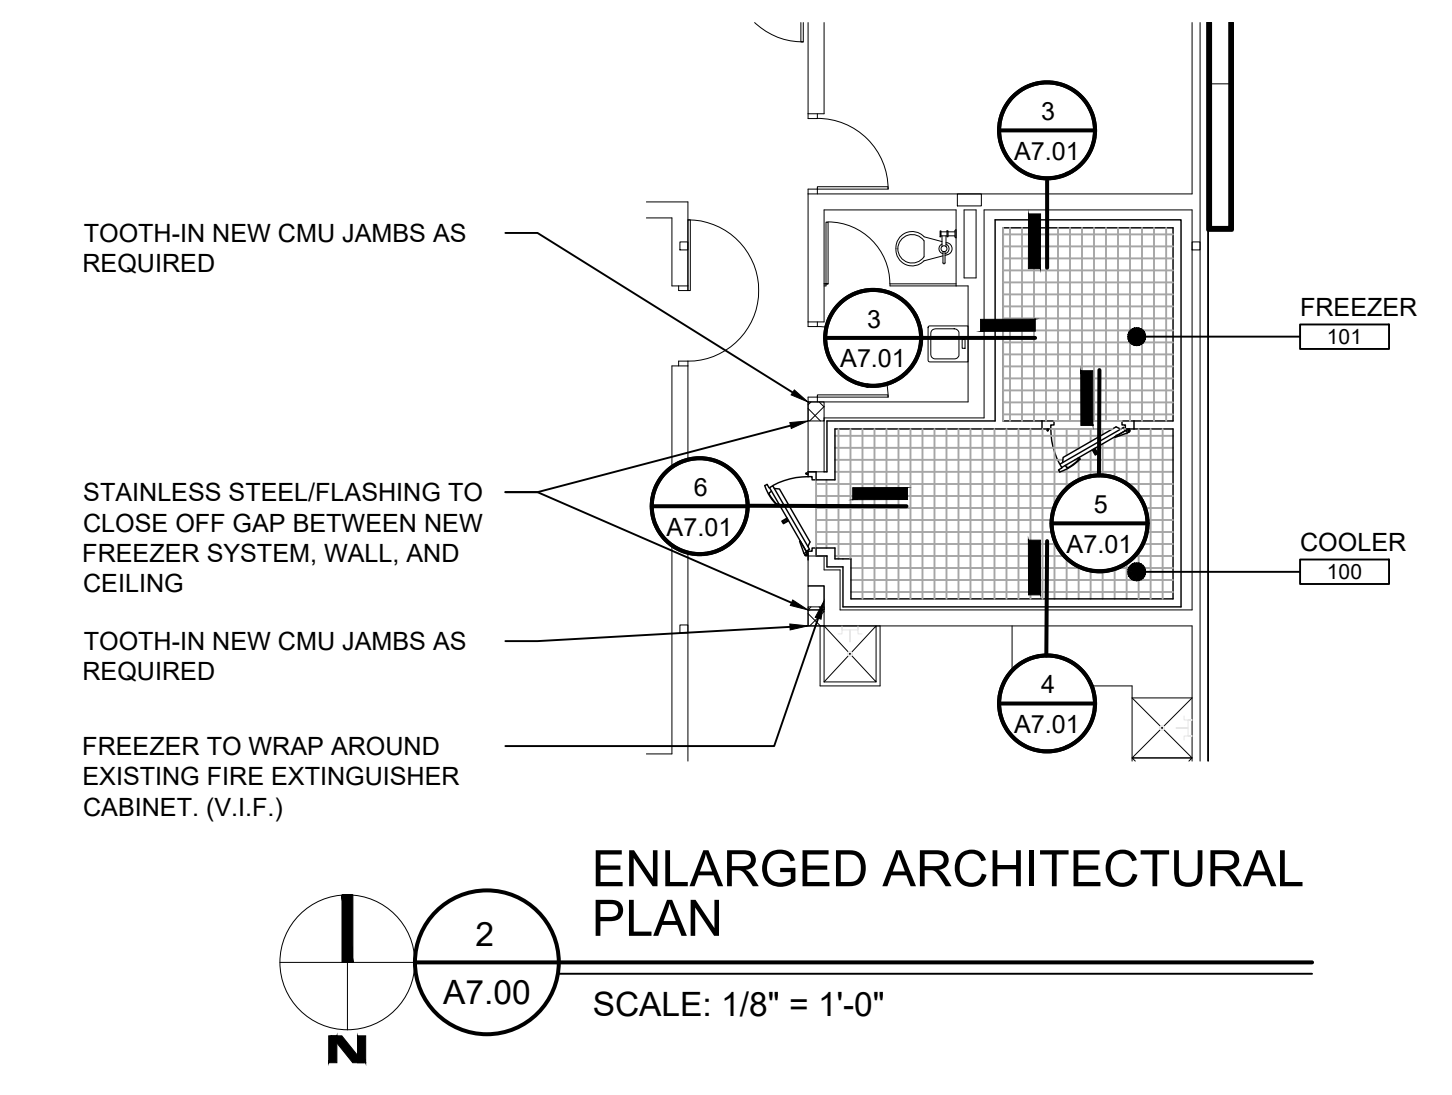 3
A7.01
TOOTH-IN NEW CMU JAMBS AS
REQUIRED
3
A7.01
FREEZER
101
STAINLESS STEEL/FLASHING TO
CLOSE OFF GAP BETWEEN NEW
FREEZER SYSTEM, WALL, AND
CEILING
6
A7.01
5
A7.01
COOLER
100
TOOTH-IN NEW CMU JAMBS AS
REQUIRED
4
A7.01
FREEZER TO WRAP AROUND
EXISTING FIRE EXTINGUISHER
CABINET. (V.I.F.)
ENLARGED ARCHITECTURAL
PLAN
2
A7.00
SCALE: 1/8" = 1'-0"
N